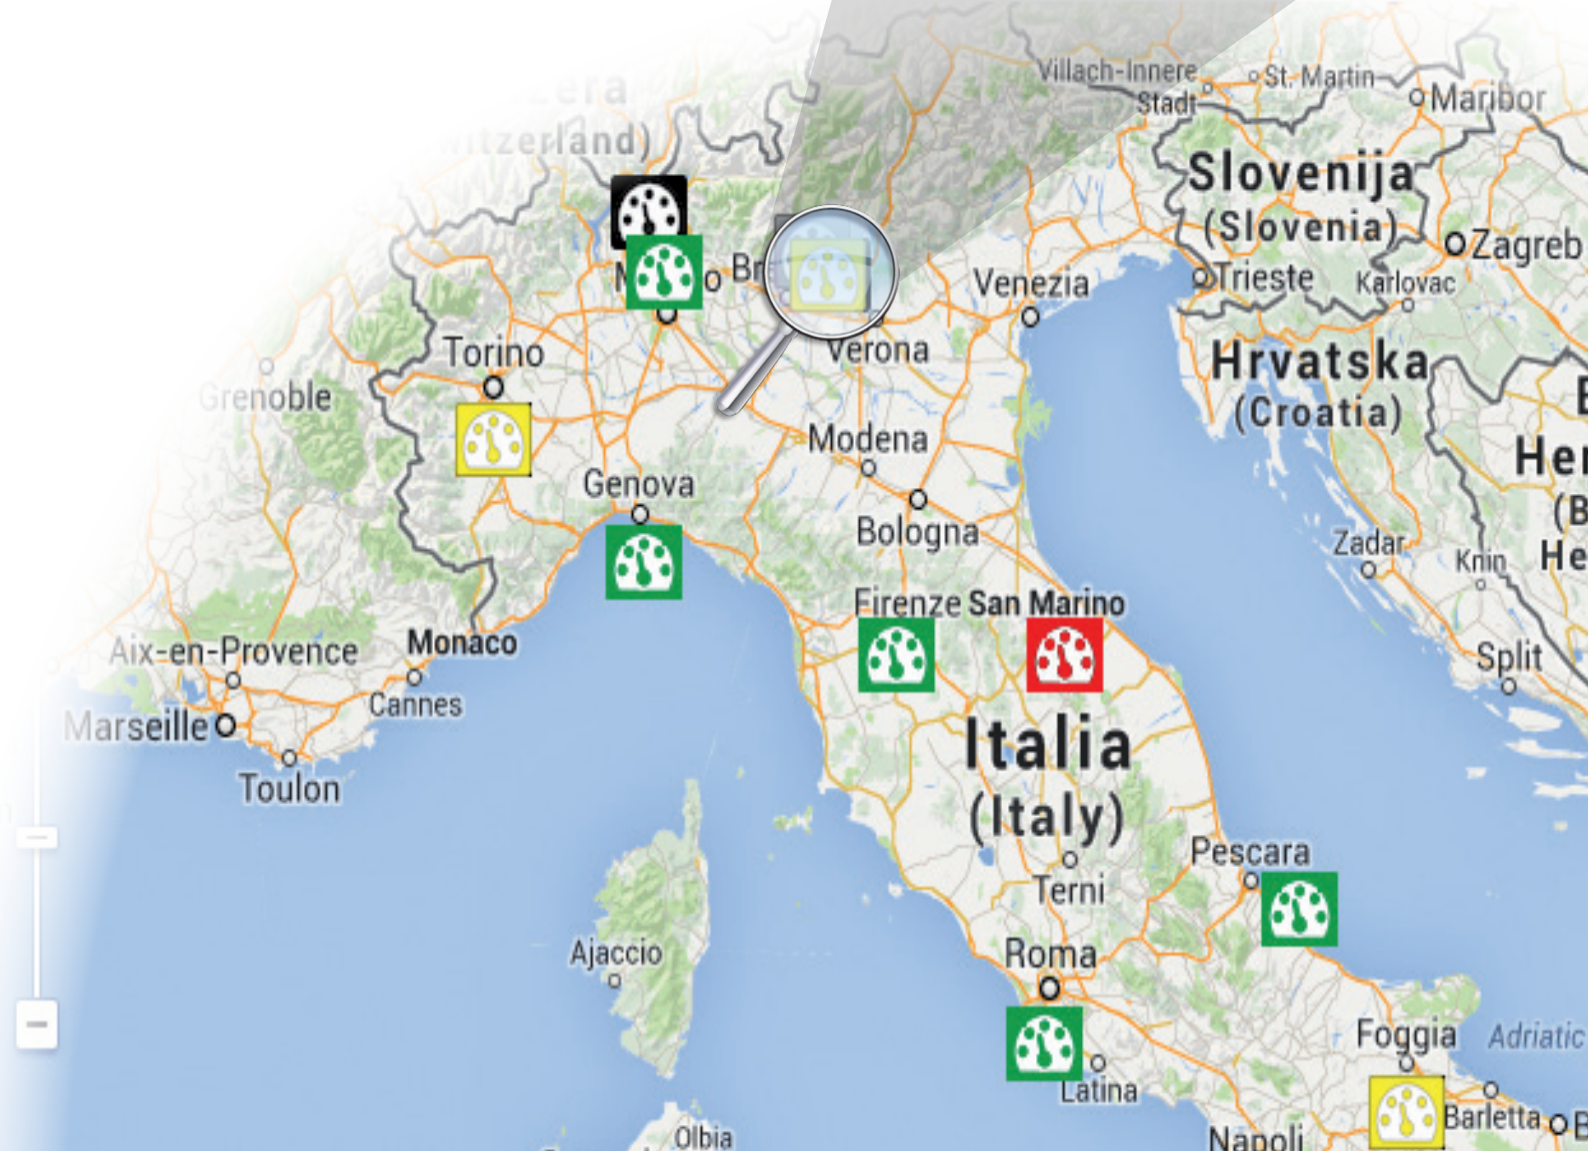 Villach-Innere
Stadt
St. Martin
Maribor
Slovenija
(Slovenia)
Zagreb
Venezia
Trieste
Karlovac
Verona
Torino
Hrvatska
(Croatia)
Grenoble
Modena
Genova
Bologna
Zadar
Knin
Firenze
San Marino
Aix-en-Provence
Monaco
Cannes
Marseille
Toulon
Split
Italia
(Italy)
Pescara
Terni
Ajaccio
Roma
Foggia
Adriatic
Latina
Barletta
Olbia
Napoli